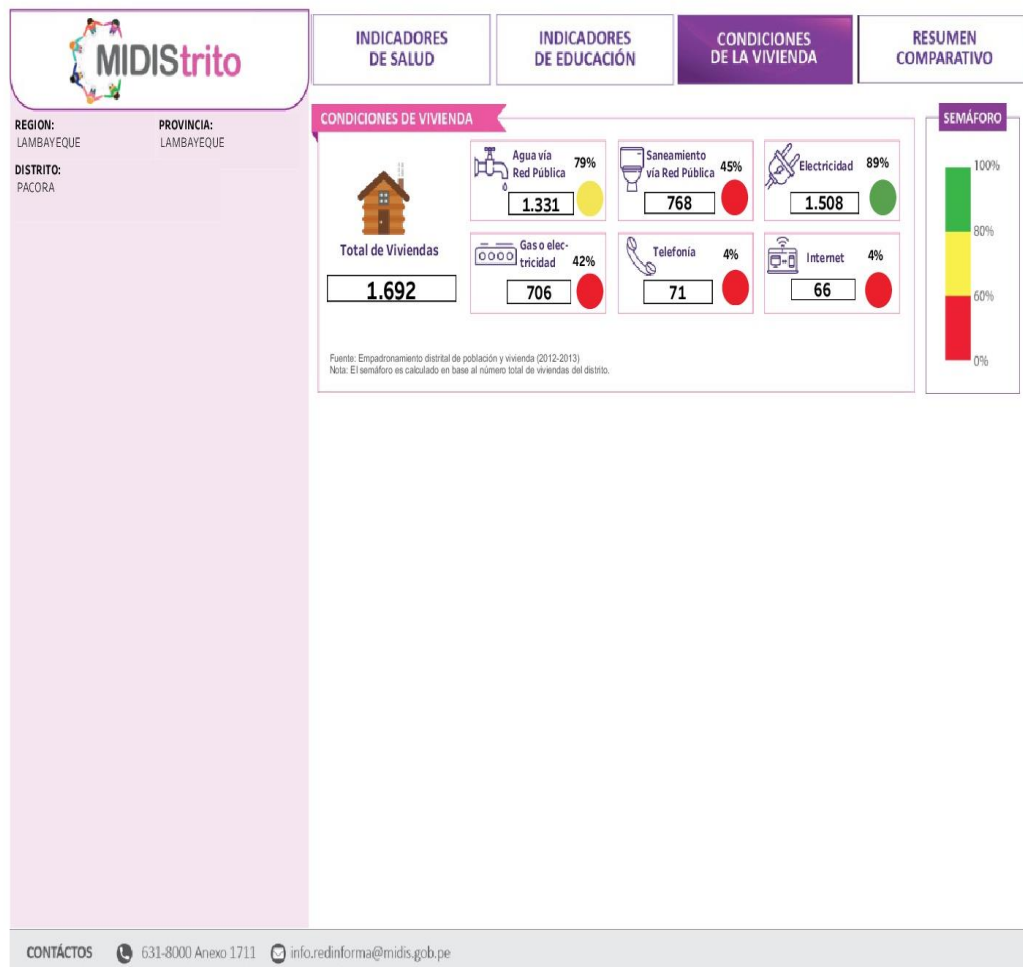 MIDIStrito
INDICADORES
DE SALUD
INDICADORES
DE EDUCACIÓN
CONDICIONES
DE LA VIVIENDA
RESUMEN
COMPARATIVO
REGION:
LAMBAYEQUE
PROVINCIA:
LAMBAYEQUE
DISTRITO:
PACORA
CONDICIONES DE VIVIENDA
Total de Viviendas
1.692
Agua vía
Red Pública
79%
1.331
Saneamiento
vía Red Pública
45%
768
Electricidad
89%
1.508
Gas o elec-
tricidad
42%
706
Telefonía
4%
71
Internet
4%
66
Fuente: Empadronamiento distrital de población y vivienda (2012-2013)
Nota: El semáforo es calculado en base al número total de viviendas del distrito.
SEMÁFORO
100%
80%
60%
0%
CONTÁCTOS
631-8000 Anexo 1711
info.redinforma@midis.gob.pe